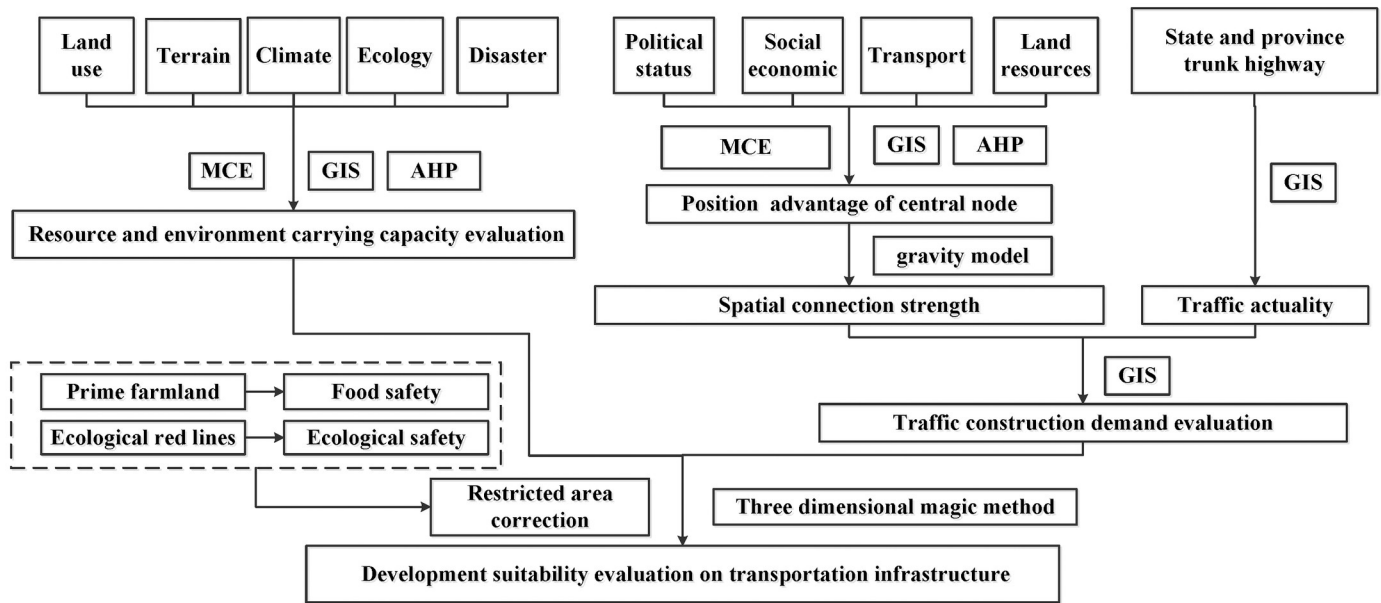 Land
use
Terrain
Climate
Ecology
Disaster
Political
status
Social
economic
Transport
Land
resources
State and province
trunk highway
MCE
GIS
AHP
MCE
GIS
AHP
GIS
Position advantage of central node
Resource and environment carrying capacity evaluation
gravity model
Spatial connection strength
Traffic actuality
GIS
Prime farmland
Food safety
Traffic construction demand evaluation
Ecological red lines
Ecological safety
Restricted area
correction
Three dimensional magic method
Development suitability evaluation on transportation infrastructure